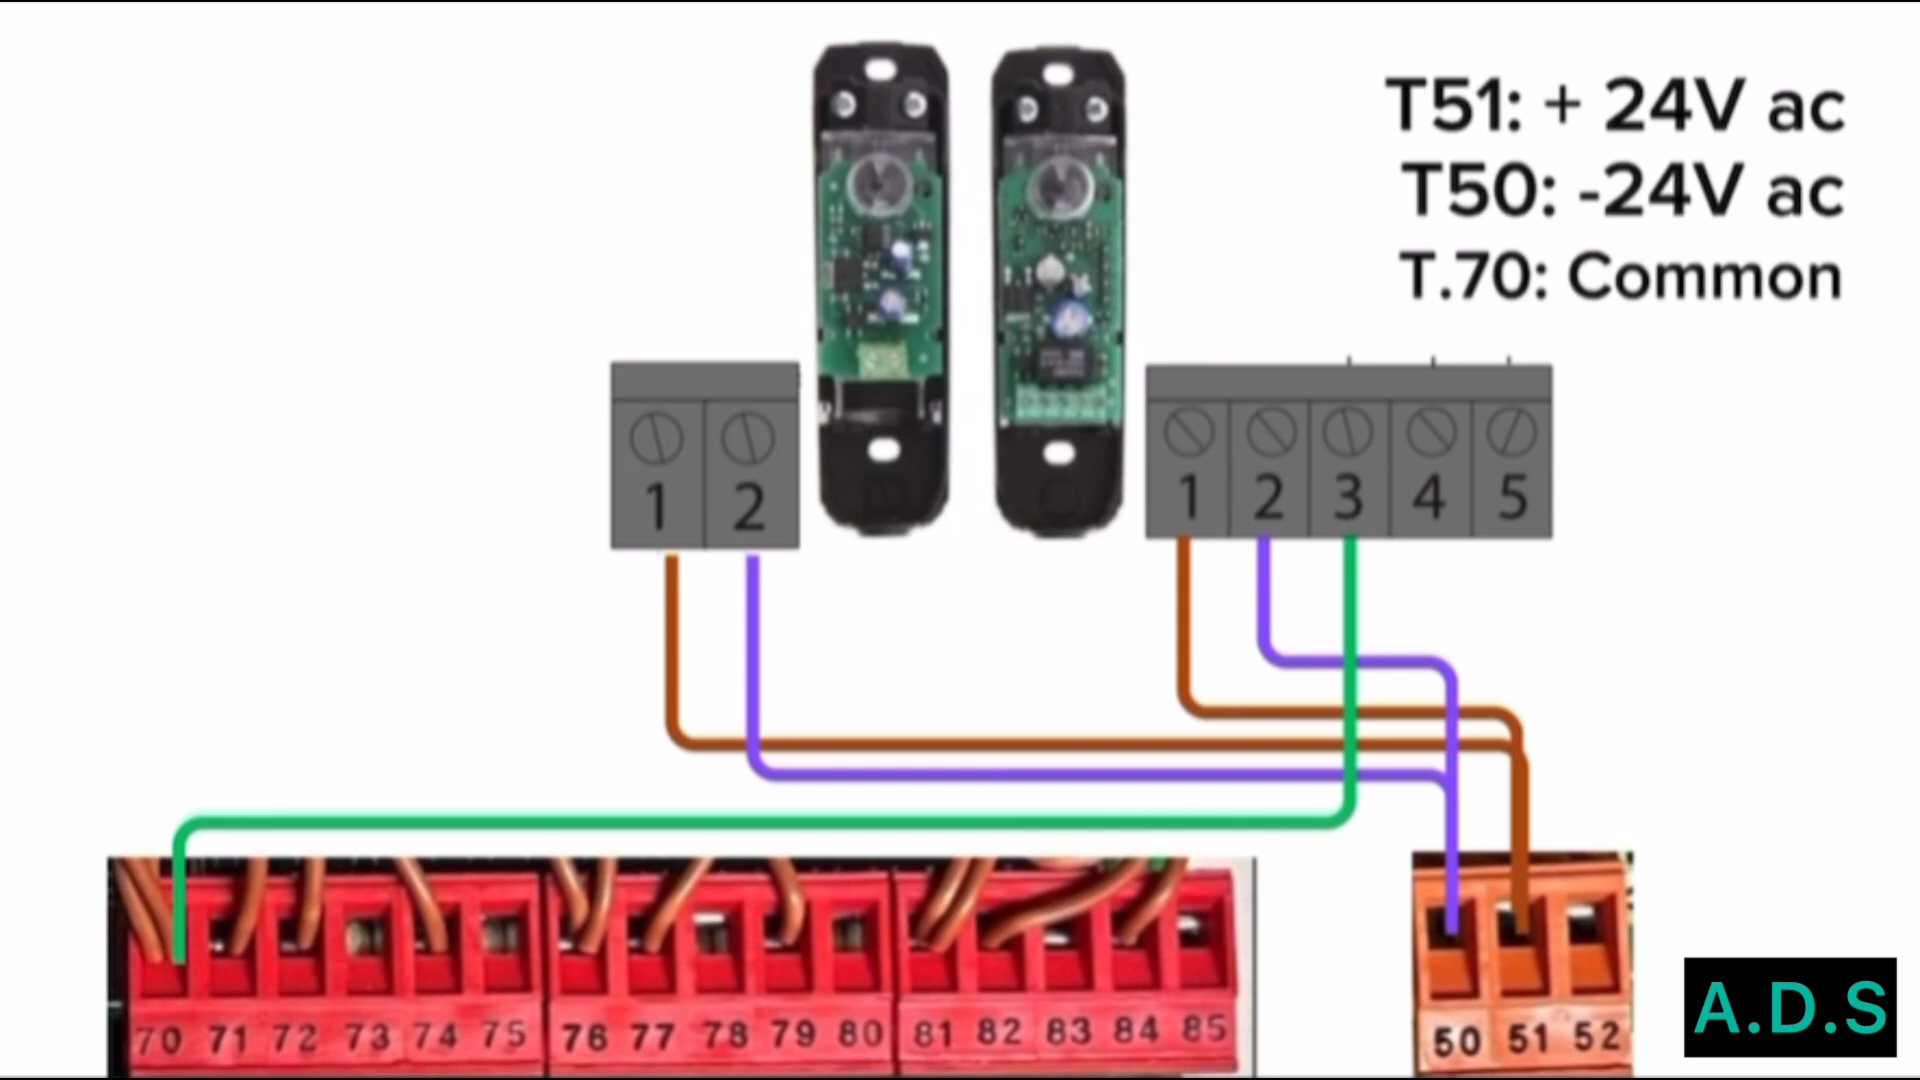 T51: + 24V ac
T50: -24V ac
T.70: Common
1 2
1 2 3 4 5
70 71 72 73 74 75 76 77 78 79 80 81 82 83 84 85
50 51 52
A.D.S